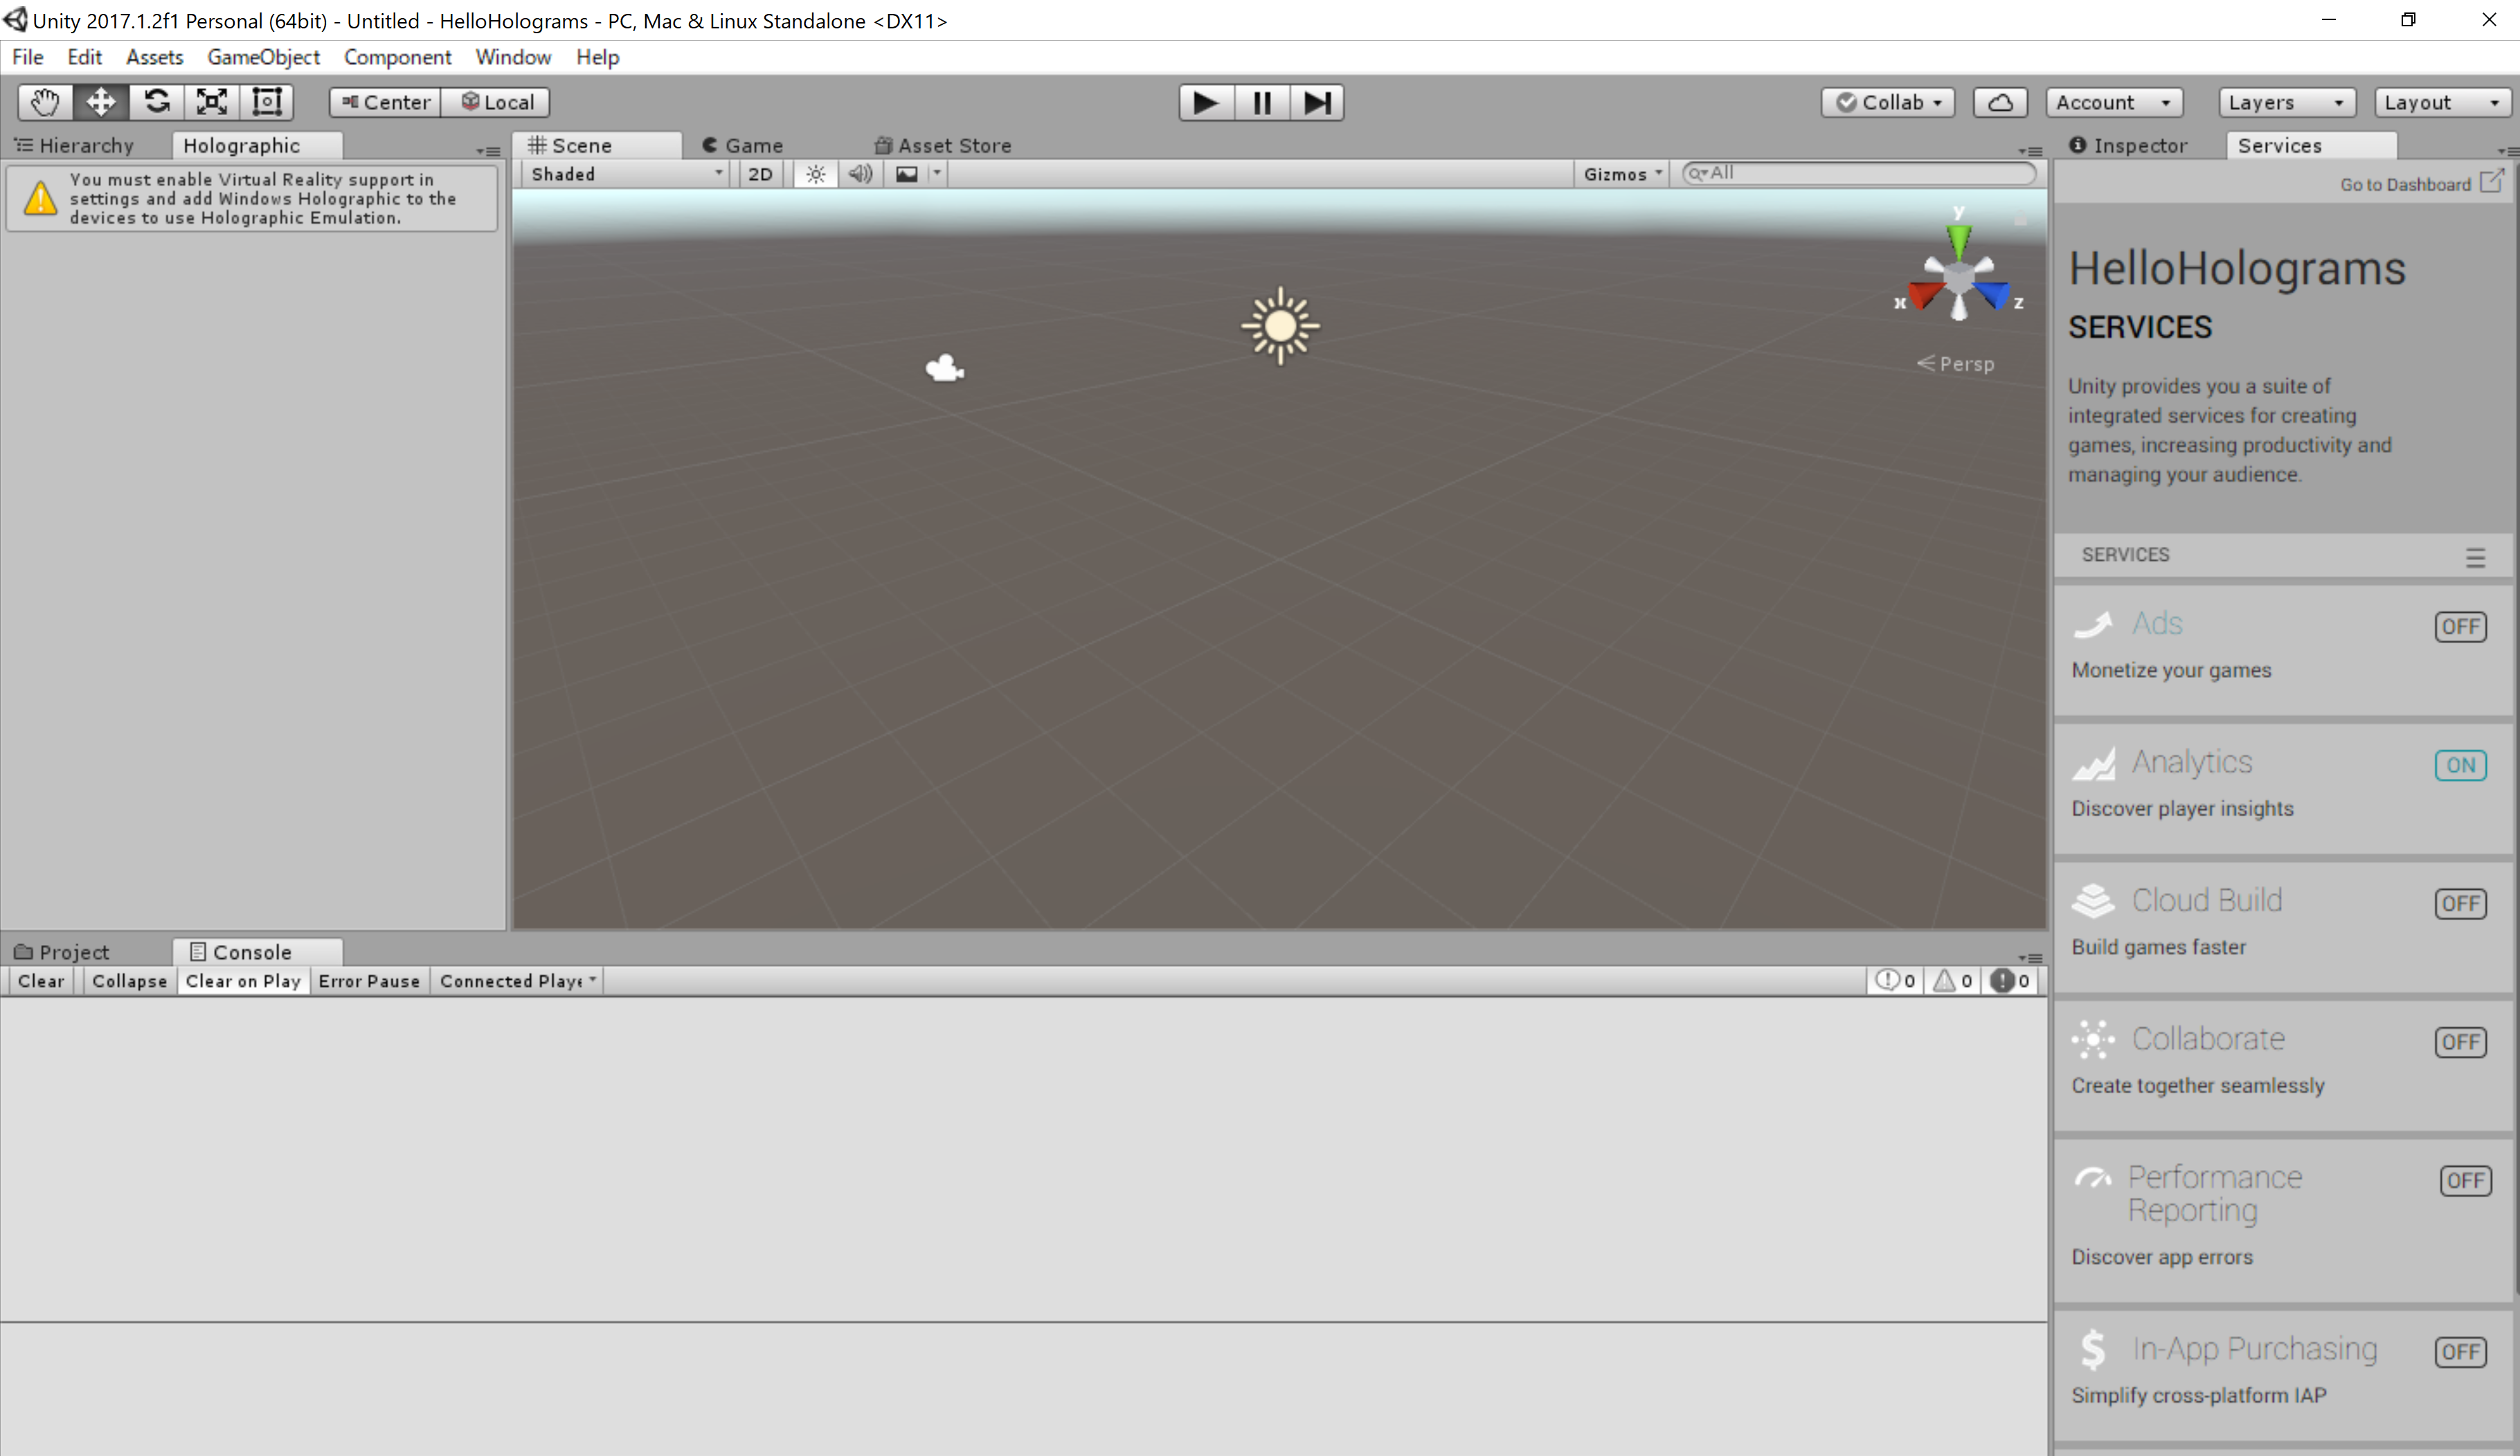 Unity 2017.1.2f1 Personal (64bit) - Untitled - HelloHolograms - PC, Mac & Linux Standalone <DX11>
File Edit Assets GameObject Component Window Help
Center Local Collab Account Layers Layout
Hierarchy Holographic Scene Game Asset Store Inspector Services
You must enable Virtual Reality support in
settings and add Windows Holographic to the
devices to use Holographic Emulation.
Shaded 2D Gizmos All
y
x z
Persp
Go to Dashboard
HelloHolograms
SERVICES
Unity provides you a suite of
integrated services for creating
games, increasing productivity and
managing your audience.
SERVICES
Ads OFF
Monetize your games
Analytics ON
Discover player insights
Cloud Build OFF
Build games faster
Collaborate OFF
Create together seamlessly
Performance
Reporting OFF
Discover app errors
In-App Purchasing OFF
Simplify cross-platform IAP
Project Console
Clear Collapse Clear on Play Error Pause Connected Playe 0 0 0